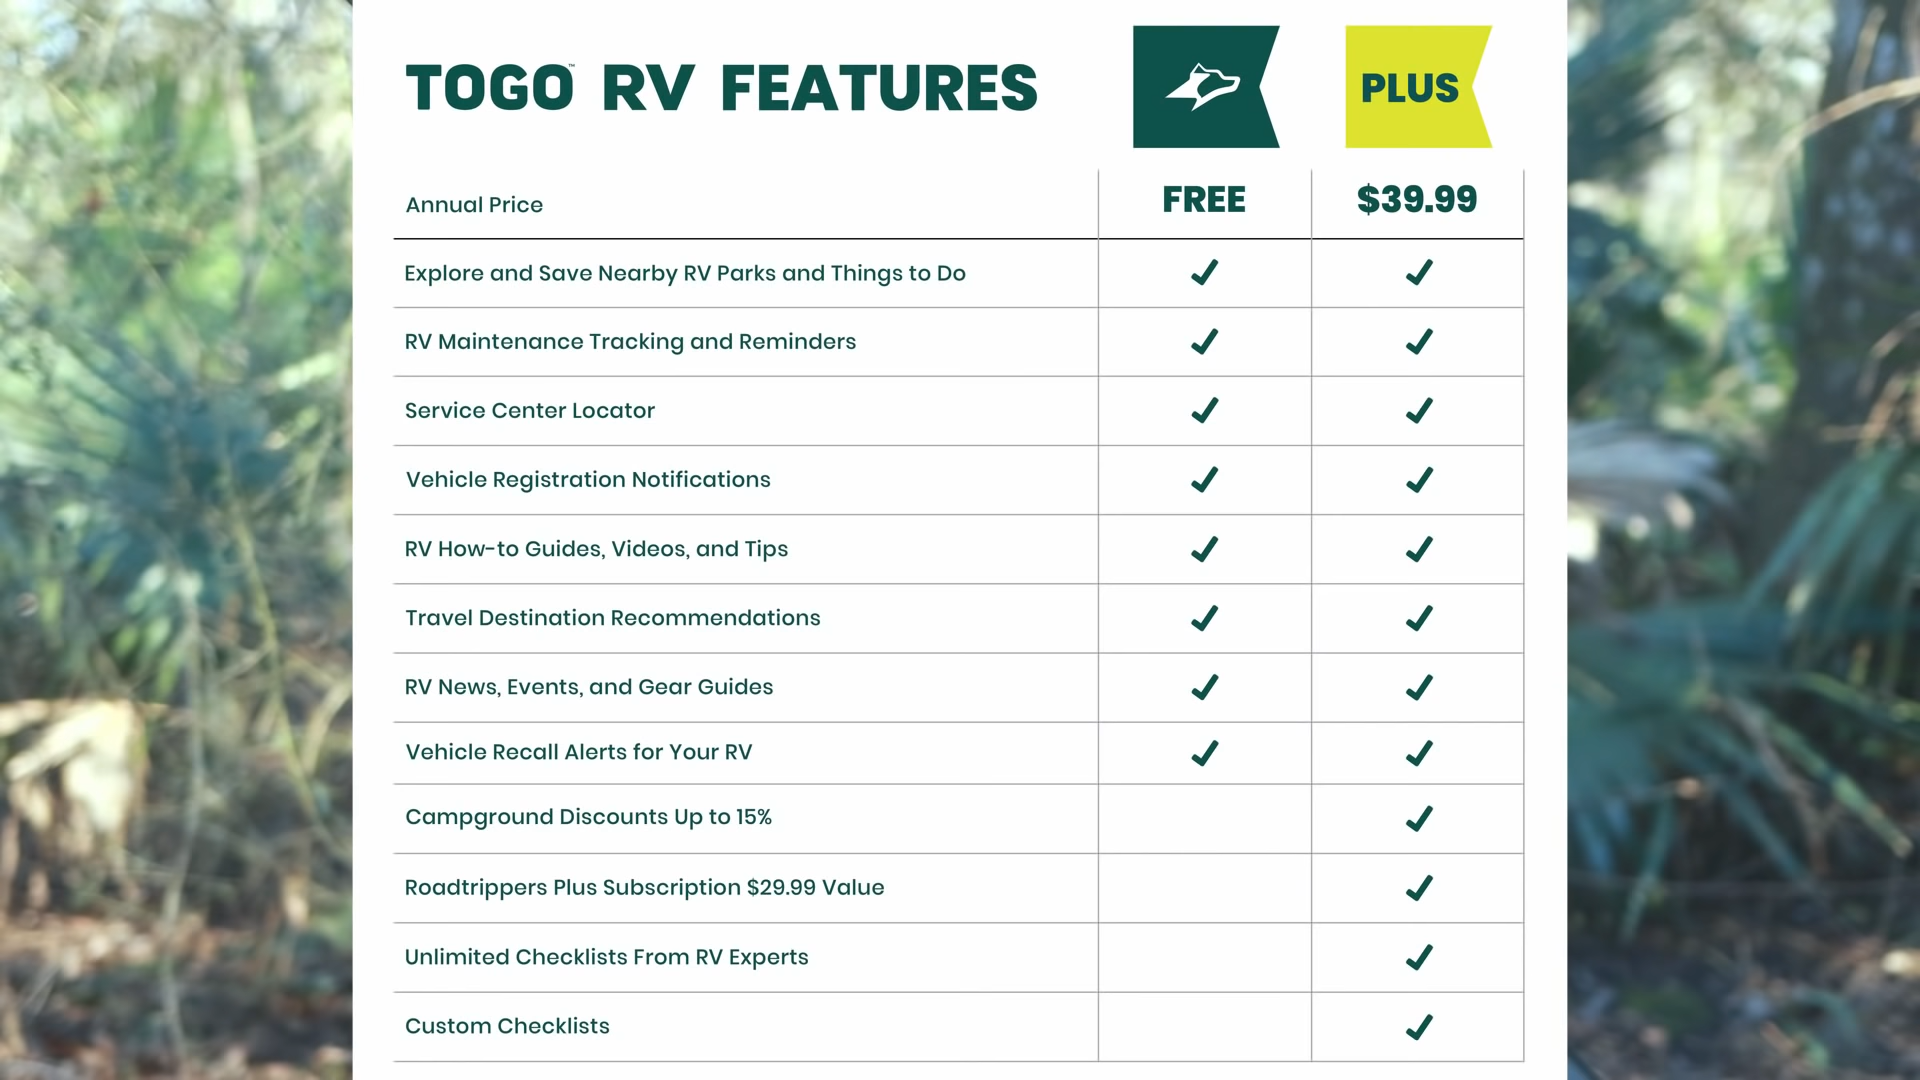 TOGO™ RV FEATURES
PLUS
Annual Price FREE $39.99
Explore and Save Nearby RV Parks and Things to Do
RV Maintenance Tracking and Reminders
Service Center Locator
Vehicle Registration Notifications
RV How-to Guides, Videos, and Tips
Travel Destination Recommendations
RV News, Events, and Gear Guides
Vehicle Recall Alerts for Your RV
Campground Discounts Up to 15%
Roadtrippers Plus Subscription $29.99 Value
Unlimited Checklists From RV Experts
Custom Checklists